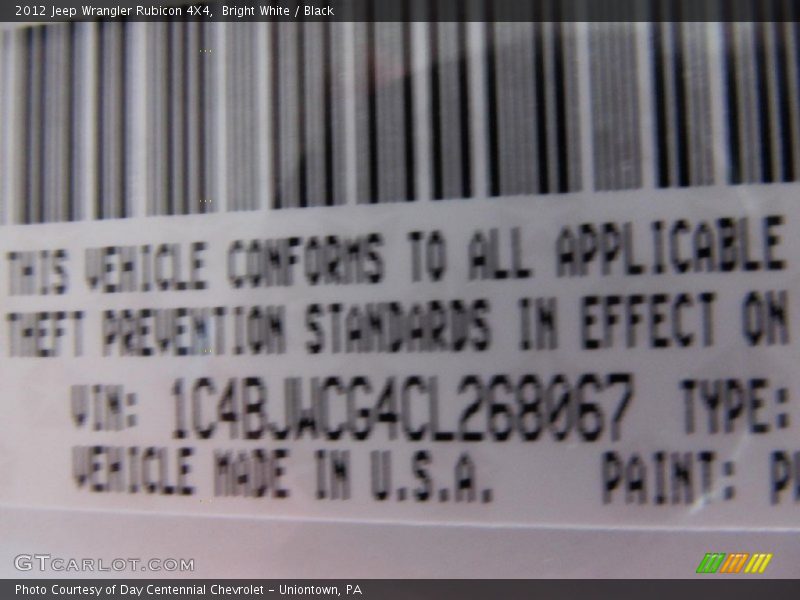 2012 Jeep Wrangler Rubicon 4X4, Bright White / Black
THIS VEHICLE CONFORMS TO ALL APPLICABLE
THEFT PREVENTION STANDARDS IN EFFECT ON
VIN: 1C4BJWCG4CL268067 TYPE:
VEHICLE MADE IN U.S.A. PAINT:
GTCARLOT.COM
Photo Courtesy of Day Centennial Chevrolet - Uniontown, PA